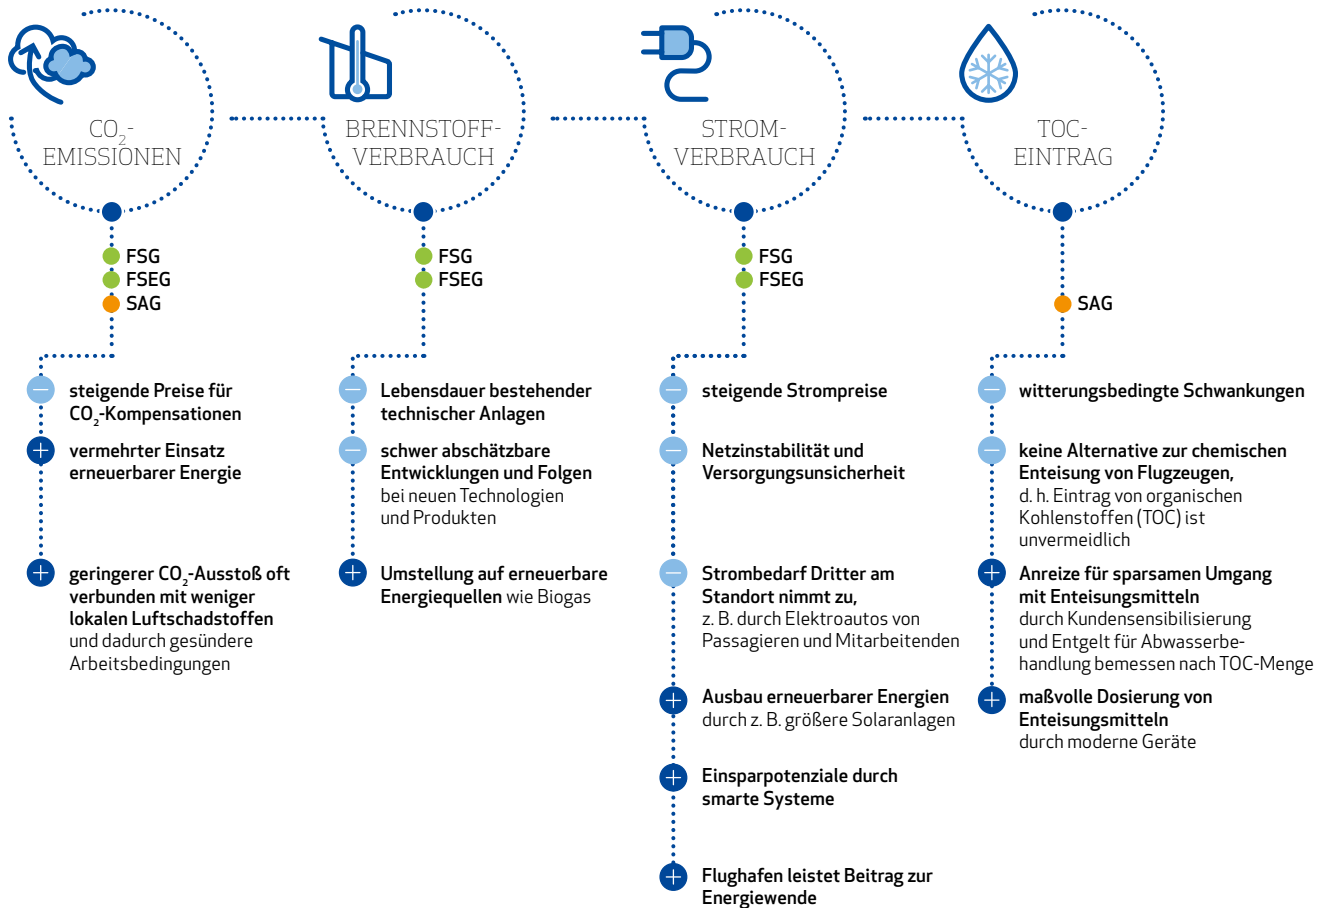 CO₂-
EMISSIONEN
FSG
FSEG
SAG
steigende Preise für
CO₂-Kompensationen
vermehrter Einsatz
erneuerbarer Energie
geringerer CO₂-Ausstoß oft
verbunden mit weniger
lokalen Luftschadstoffen
und dadurch gesündere
Arbeitsbedingungen
BRENNSTOFF-
VERBRAUCH
FSG
FSEG
Lebensdauer bestehender
technischer Anlagen
schwer abschätzbare
Entwicklungen und Folgen
bei neuen Technologien
und Produkten
Umstellung auf erneuerbare
Energiequellen wie Biogas
STROM-
VERBRAUCH
FSG
FSEG
steigende Strompreise
Netzinstabilität und
Versorgungsunsicherheit
Strombedarf Dritter am
Standort nimmt zu,
z. B. durch Elektroautos von
Passagieren und Mitarbeitenden
Ausbau erneuerbarer Energien
durch z. B. größere Solaranlagen
Einsparpotenziale durch
smarte Systeme
Flughafen leistet Beitrag zur
Energiewende
TOC-
EINTRAG
SAG
witterungsbedingte Schwankungen
keine Alternative zur chemischen
Enteisung von Flugzeugen,
d. h. Eintrag von organischen
Kohlenstoffen (TOC) ist
unvermeidlich
Anreize für sparsamen Umgang
mit Enteisungsmitteln
durch Kundensensibilisierung
und Entgelt für Abwasserbe-
handlung bemessen nach TOC-Menge
maßvolle Dosierung von
Enteisungsmitteln
durch moderne Geräte